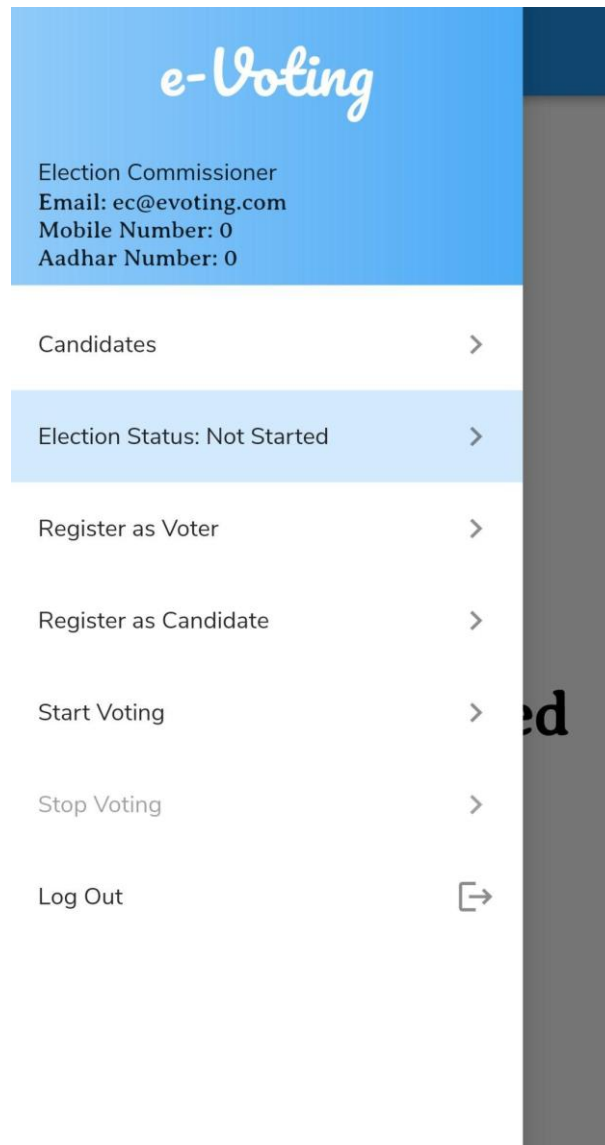 e-Voting
Election Commissioner
Email: ec@evoting.com
Mobile Number: 0
Aadhar Number: 0
Candidates
Election Status: Not Started
Register as Voter
Register as Candidate
Start Voting
ed
Stop Voting
Log Out